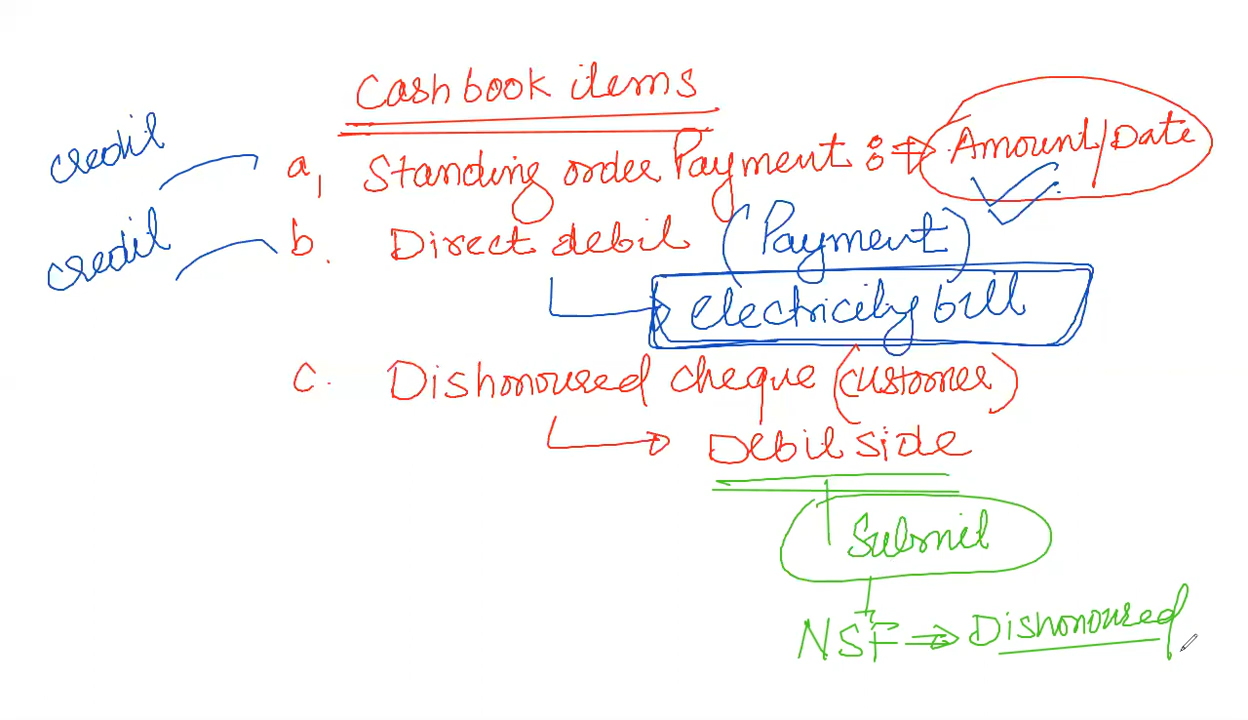 Cash book items
credit
a, Standing order Payment : ⇒ Amount/Date
credit
b. Direct debit (Payment)
electricity bill
c. Dishonoured cheque (customer)
Debit side
Submit
NSF ⇒ Dishonoured